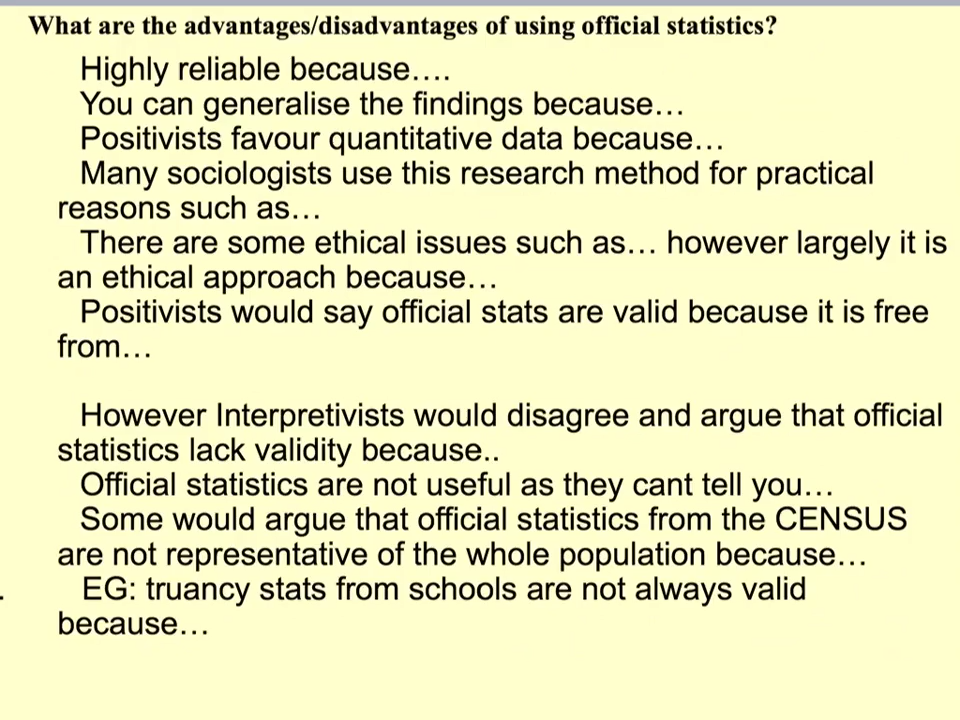 What are the advantages/disadvantages of using official statistics?
Highly reliable because….
You can generalise the findings because…
Positivists favour quantitative data because…
Many sociologists use this research method for practical
reasons such as…
There are some ethical issues such as… however largely it is
an ethical approach because…
Positivists would say official stats are valid because it is free
from…
However Interpretivists would disagree and argue that official
statistics lack validity because..
Official statistics are not useful as they cant tell you…
Some would argue that official statistics from the CENSUS
are not representative of the whole population because…
EG: truancy stats from schools are not always valid
because…